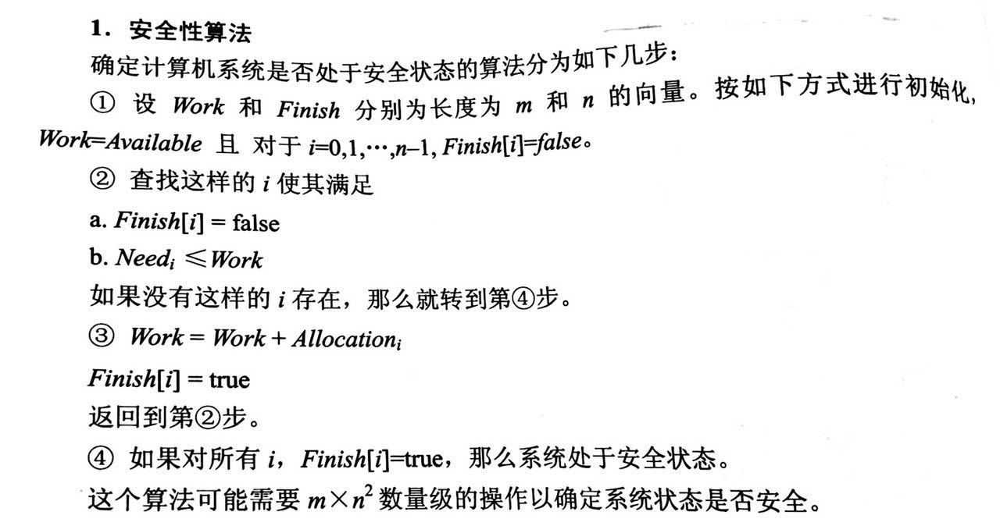 1. 安全性算法
确定计算机系统是否处于安全状态的算法分为如下几步：
① 设 Work 和 Finish 分别为长度为 m 和 n 的向量。按如下方式进行初始化,
Work=Available 且 对于 i=0,1,⋯,n–1, Finish[i]=false。
② 查找这样的 i 使其满足
a. Finish[i] = false
b. Needᵢ ≤ Work
如果没有这样的 i 存在，那么就转到第④步。
③ Work = Work + Allocationᵢ
Finish[i] = true
返回到第②步。
④ 如果对所有 i，Finish[i]=true，那么系统处于安全状态。
这个算法可能需要 m×n² 数量级的操作以确定系统状态是否安全。